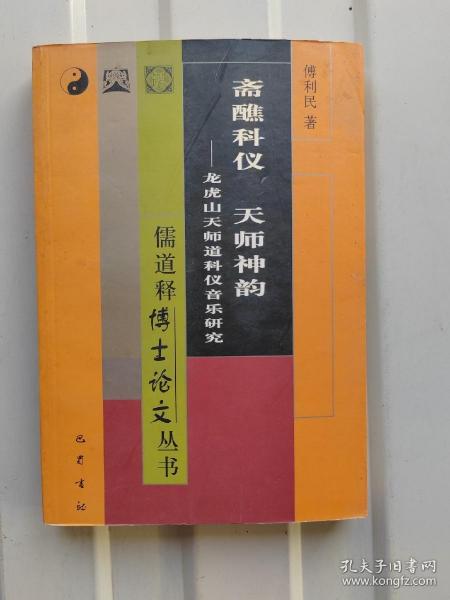 傅利民 著
斋醮科仪 天师神韵
——龙虎山天师道科仪音乐研究
儒道释博士论文丛书
巴蜀书社
孔夫子旧书网
www.kongfz.com